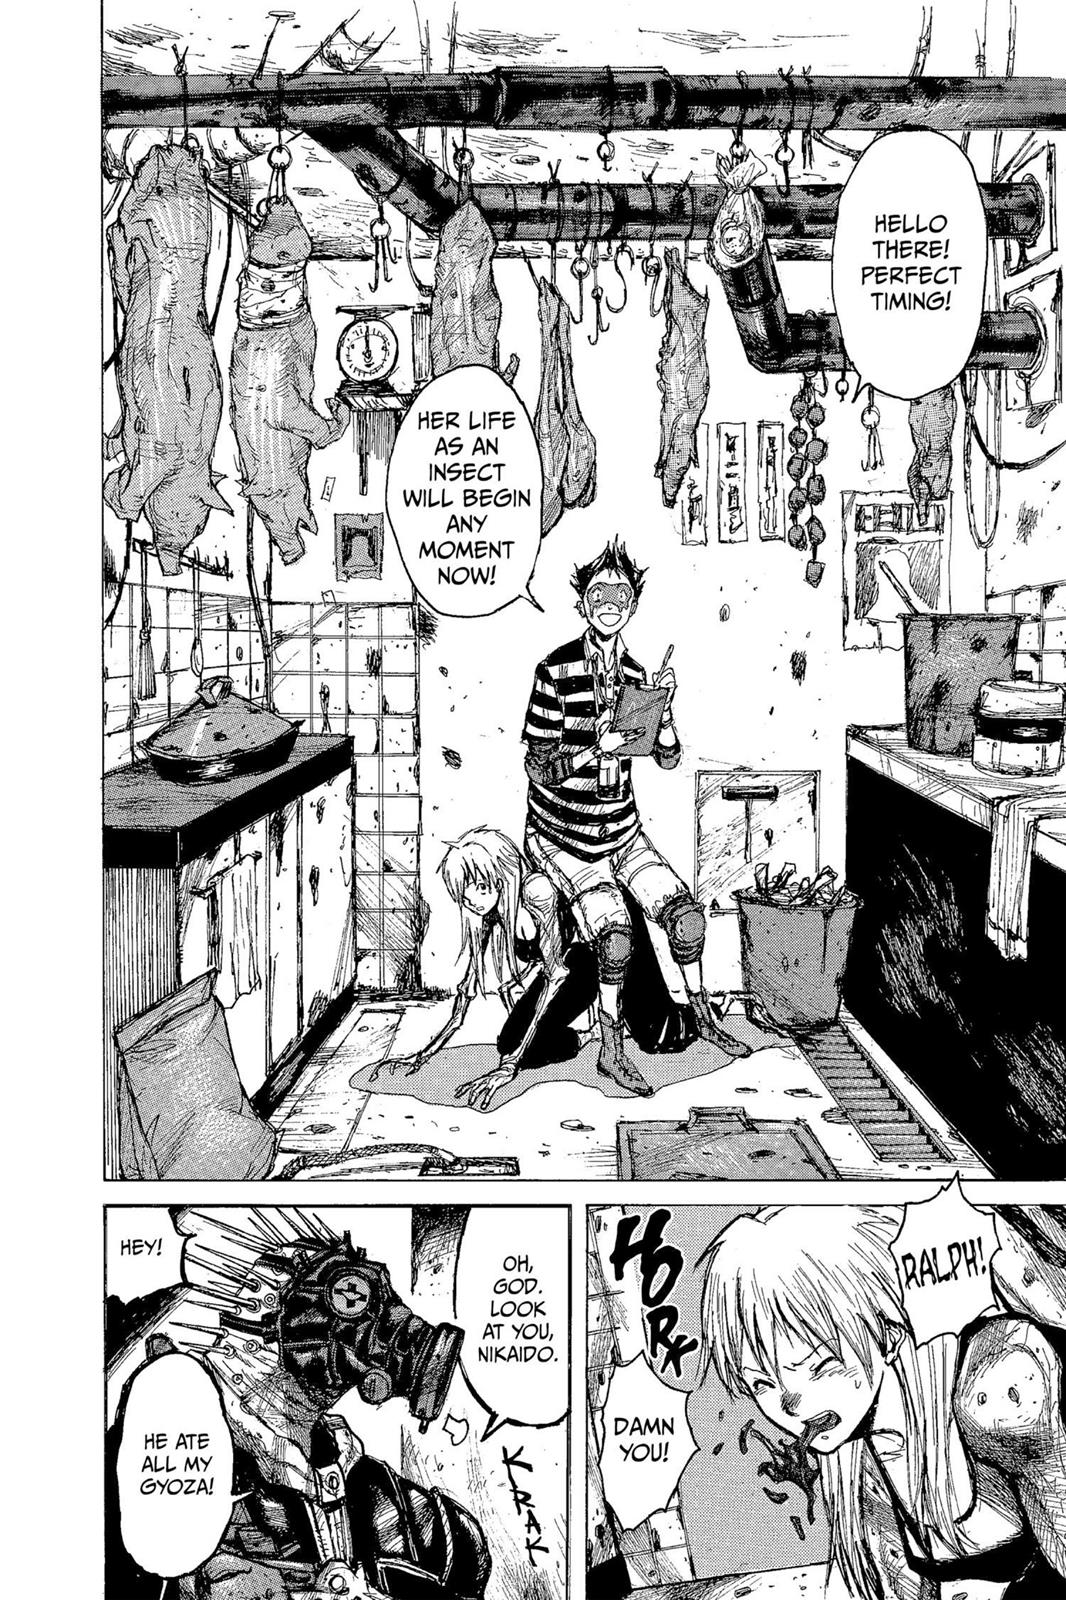 HELLO
THERE!
PERFECT
TIMING!
HER LIFE
AS AN
INSECT
WILL BEGIN
ANY
MOMENT
NOW!
HEY!
OH,
GOD.
LOOK
AT YOU,
NIKAIDO.
HE ATE
ALL MY
GYOZA!
KRAK
HORK
RALPH!
DAMN
YOU!